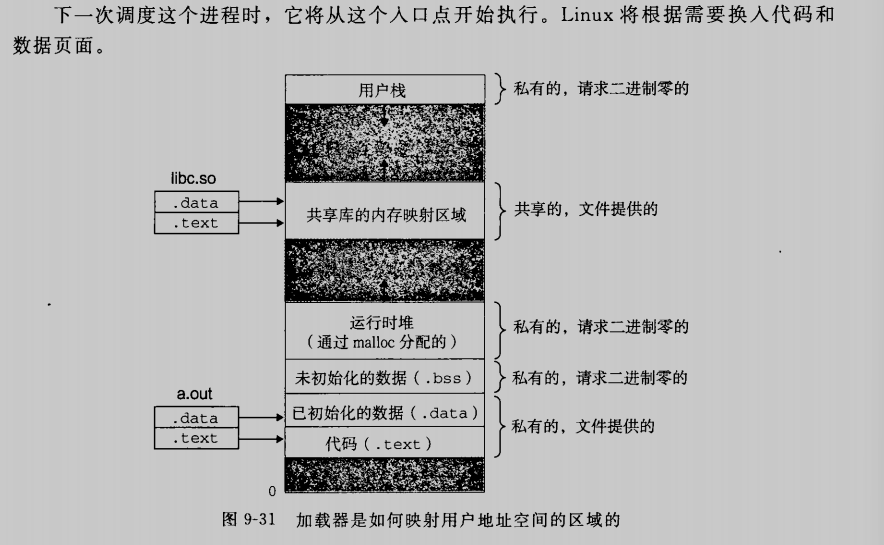 下一次调度这个进程时，它将从这个入口点开始执行。Linux 将根据需要换入代码和
数据页面。
用户栈
私有的，请求二进制零的
libc.so
.data
.text
共享库的内存映射区域
共享的，文件提供的
运行时堆
（通过 malloc 分配的）
私有的，请求二进制零的
未初始化的数据（.bss）
私有的，请求二进制零的
a.out
.data
.text
已初始化的数据（.data）
代码（.text）
私有的，文件提供的
0
图 9-31 加载器是如何映射用户地址空间的区域的